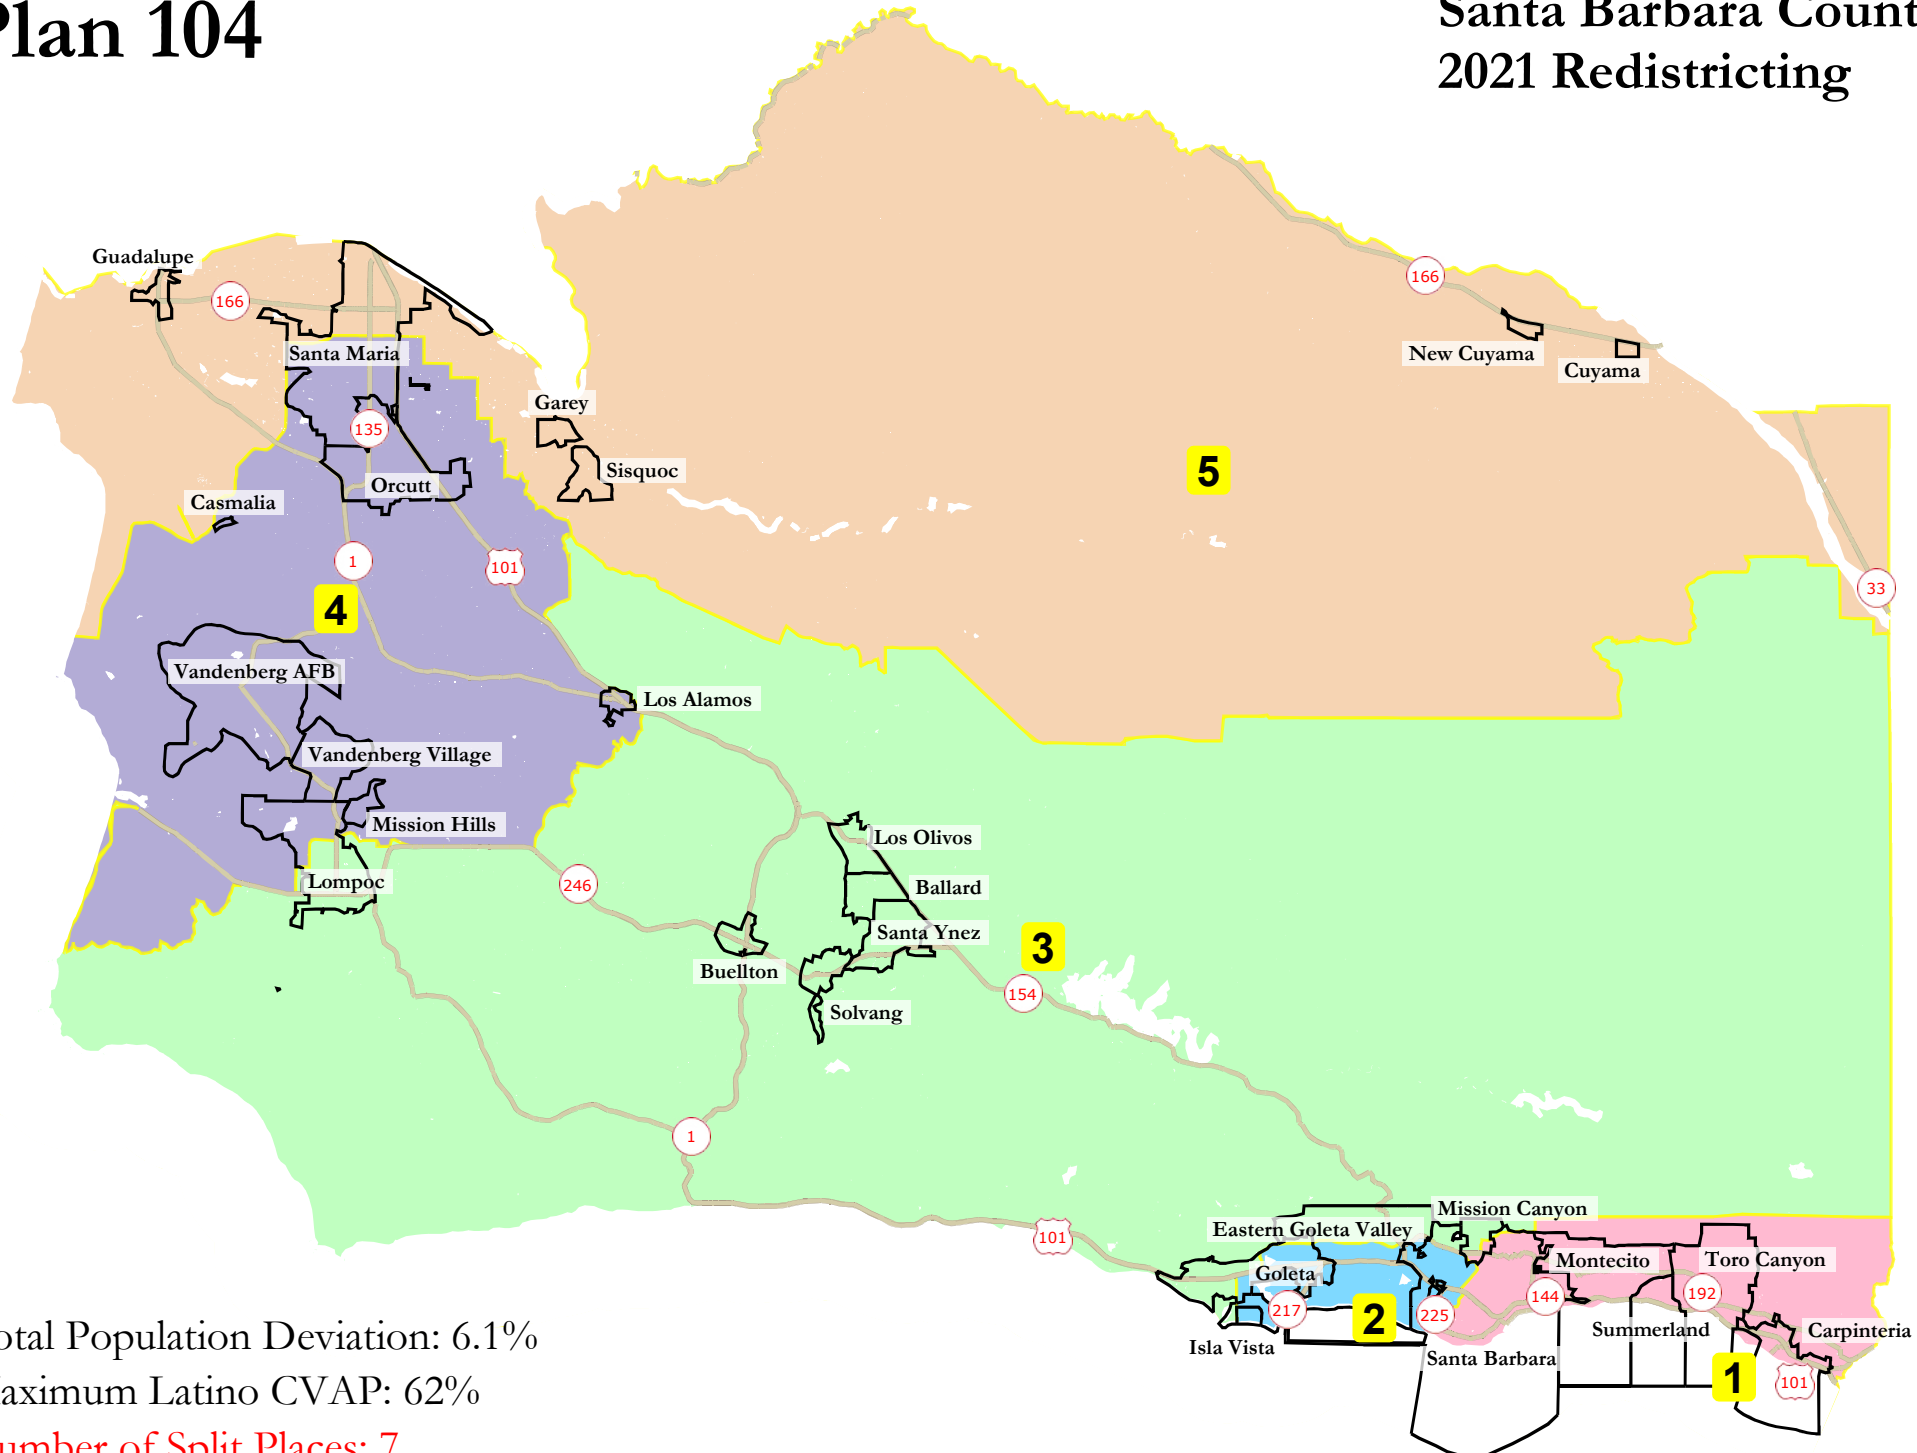 Plan 104
Santa Barbara Count
2021 Redistricting
Guadalupe
166
166
Santa Maria
New Cuyama
Cuyama
Garey
135
Sisquoc
5
Orcutt
Casmalia
1
101
33
4
Vandenberg AFB
Los Alamos
Vandenberg Village
Mission Hills
Los Olivos
Lompoc
246
Ballard
Santa Ynez
3
Buellton
154
Solvang
1
Mission Canyon
Eastern Goleta Valley
101
Montecito
Toro Canyon
Goleta
144
192
217
2
225
Summerland
Carpinteria
Isla Vista
Santa Barbara
1
101
otal Population Deviation: 6.1%
aximum Latino CVAP: 62%
umber of Split Places: 7